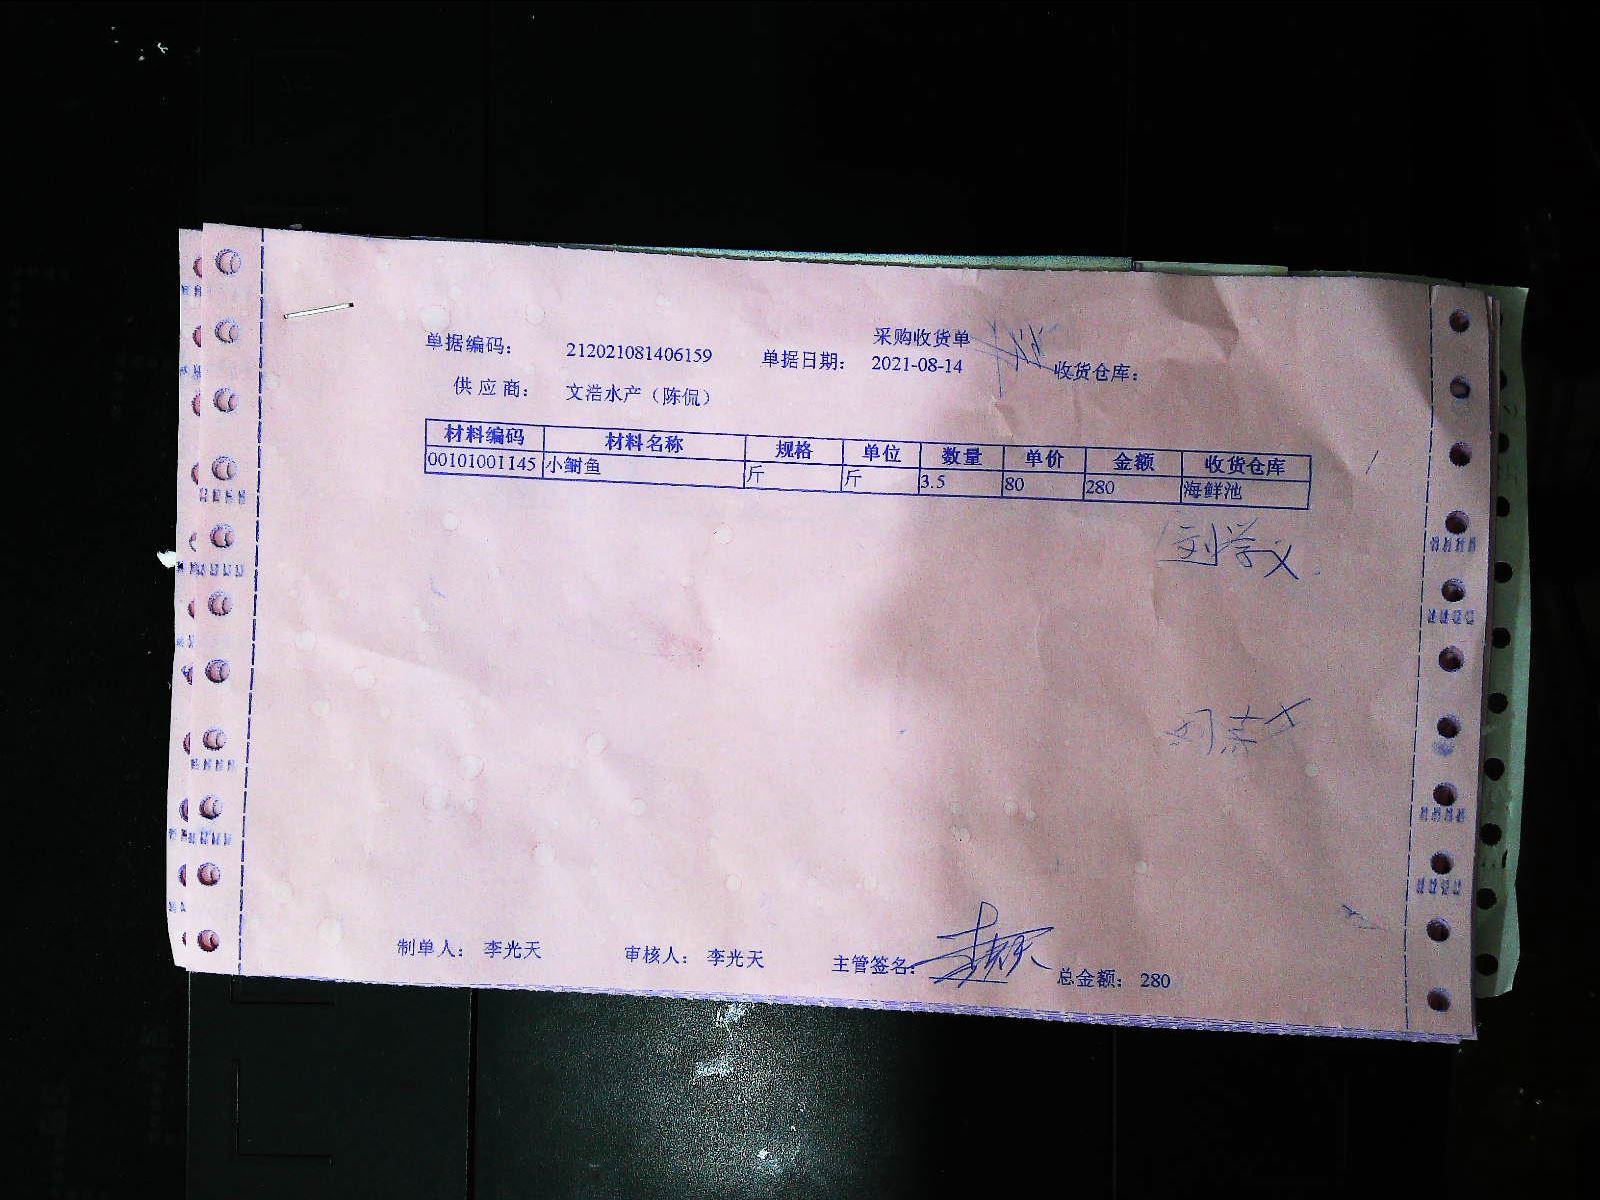 采购收货单
单据编码： 212021081406159 单据日期： 2021-08-14 收货仓库：
供 应 商： 文浩水产（陈侃）
材料编码 材料名称 规格 单位 数量 单价 金额 收货仓库
00101001145 小鲥鱼 斤 斤 3.5 80 280 海鲜池
刘学义
制单人： 李光天 审核人： 李光天 主管签名： 总金额： 280